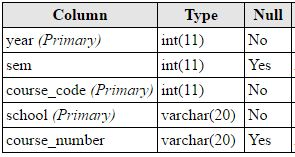 Column Type Null
year (Primary) int(11) No
sem int(11) Yes
course_code (Primary) int(11) No
school (Primary) varchar(20) No
course_number varchar(20) Yes